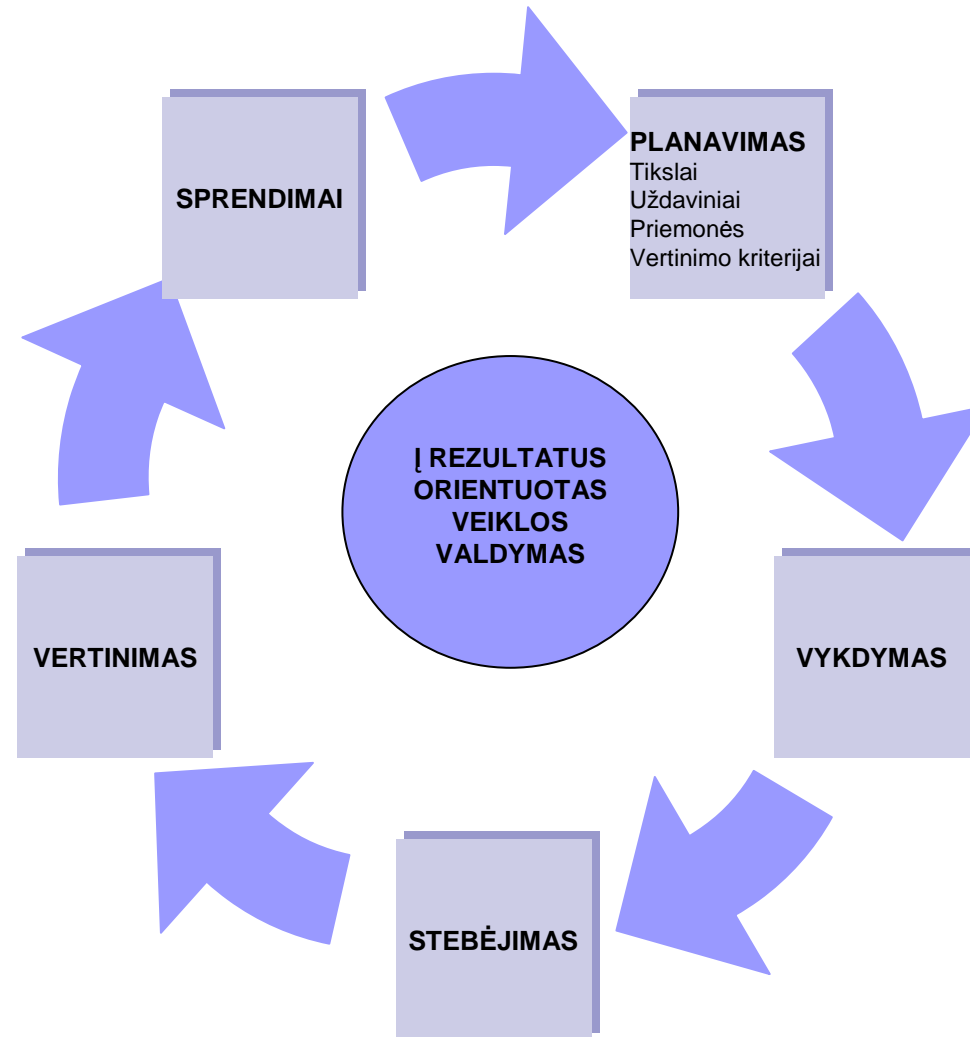 SPRENDIMAI
PLANAVIMAS
Tikslai
Uždaviniai
Priemonės
Vertinimo kriterijai
Į REZULTATUS
ORIENTUOTAS
VEIKLOS
VALDYMAS
VERTINIMAS
VYKDYMAS
STEBĖJIMAS